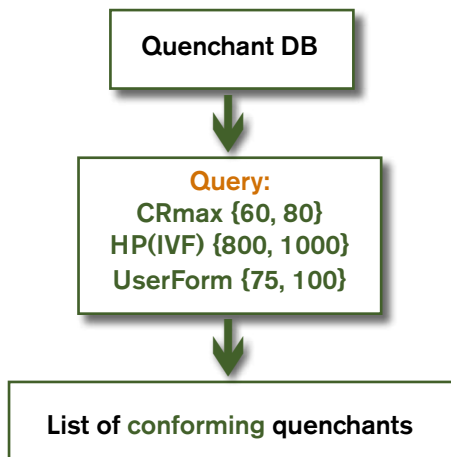 Quenchant DB
Query:
CRmax {60, 80}
HP(IVF) {800, 1000}
UserForm {75, 100}
List of conforming quenchants